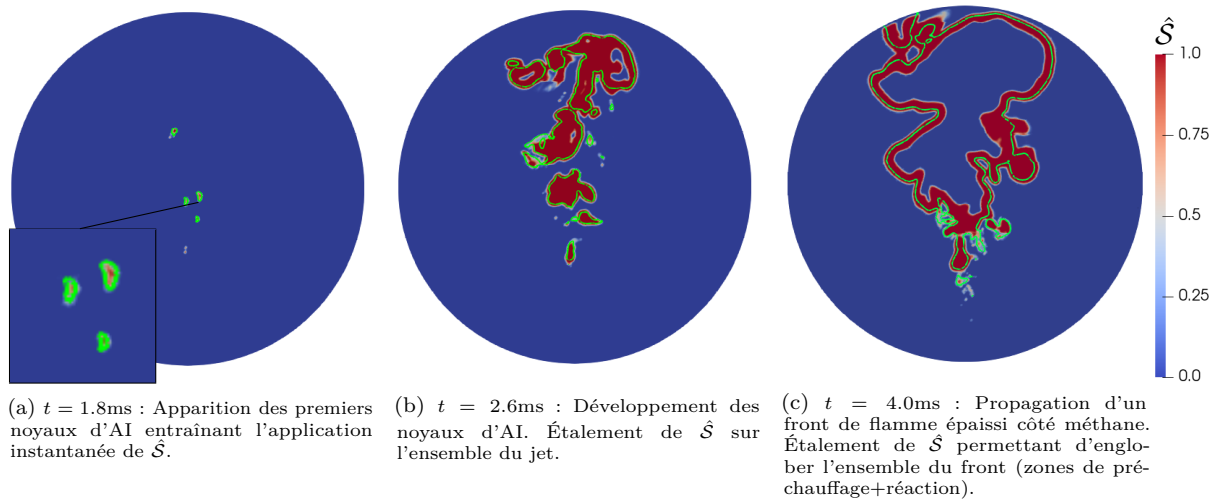 Ŝ
1.0
0.75
0.5
0.25
0.0
(a) t = 1.8ms : Apparition des premiers
noyaux d'AI entraînant l'application
instantanée de Ŝ.
(b) t = 2.6ms : Développement des
noyaux d'AI. Étalement de Ŝ sur
l'ensemble du jet.
(c) t = 4.0ms : Propagation d'un
front de flamme épaissi côté méthane.
Étalement de Ŝ permettant d'englo-
ber l'ensemble du front (zones de pré-
chauffage+réaction).